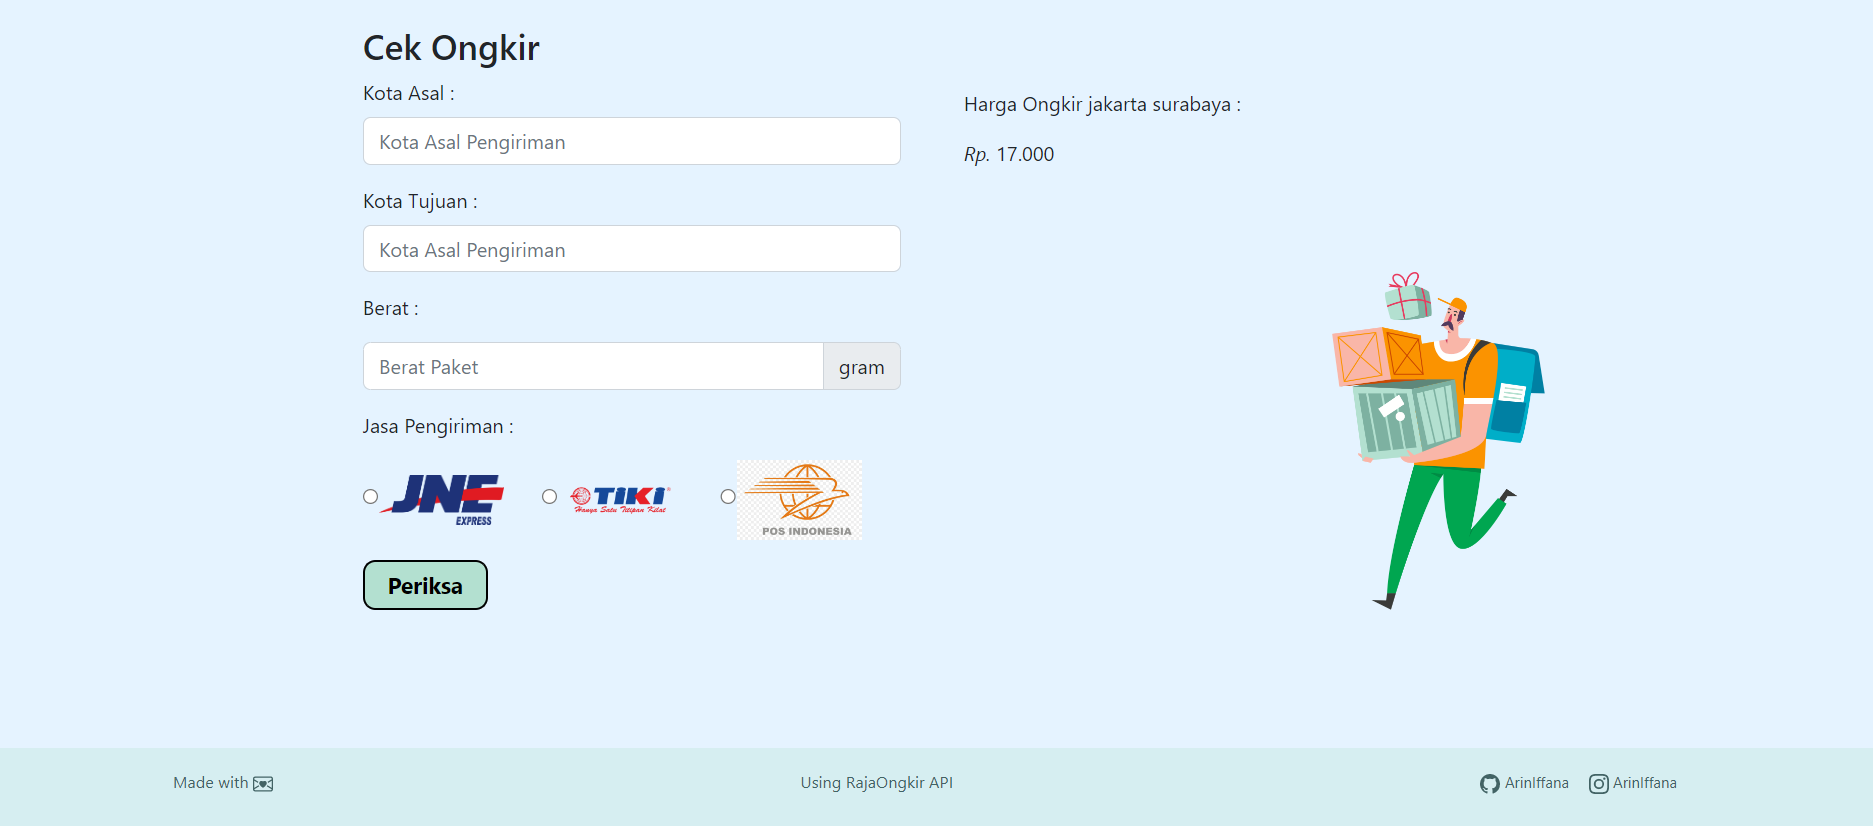 Cek Ongkir
Kota Asal :
Kota Asal Pengiriman
Kota Tujuan :
Kota Asal Pengiriman
Berat :
Berat Paket
gram
Jasa Pengiriman :
JNE
EXPRESS
TIKI
Hanya Satu Titipan Kilat
POS INDONESIA
Periksa
Harga Ongkir jakarta surabaya :
Rp. 17.000
Made with
Using RajaOngkir API
ArinIffana
ArinIffana